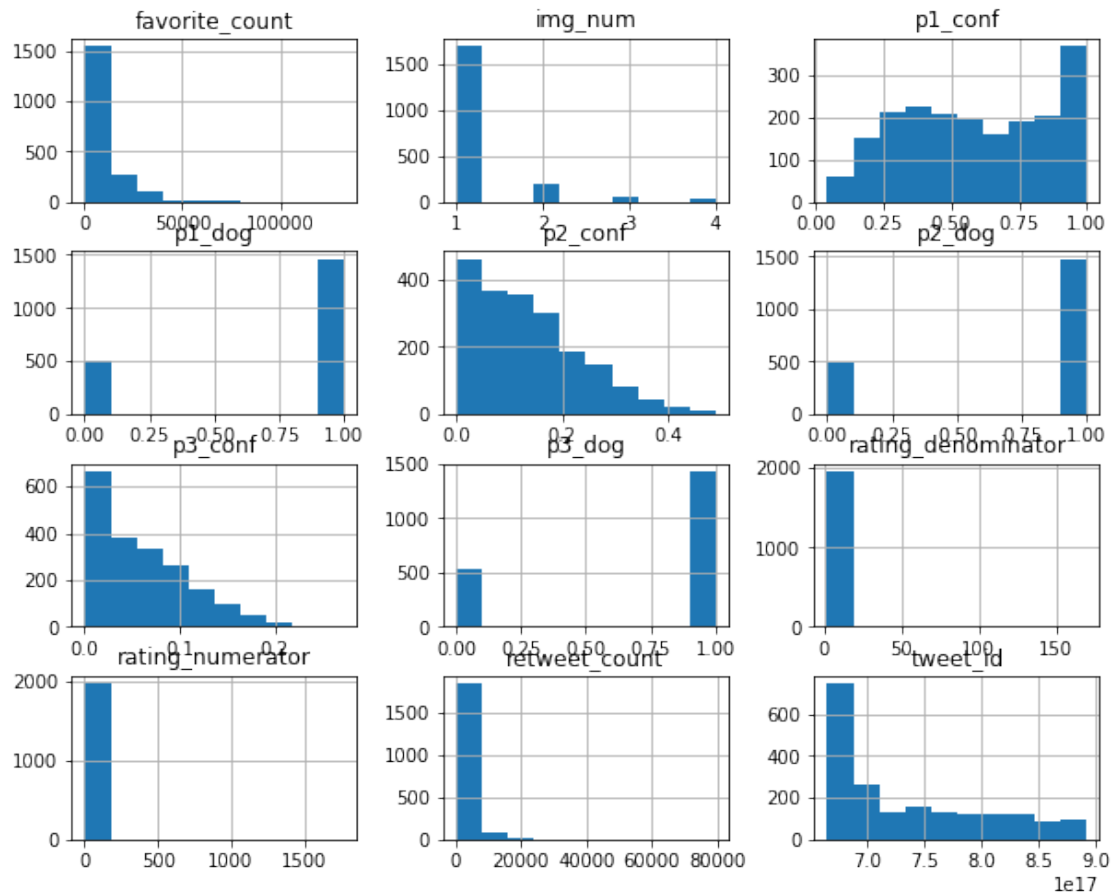 favorite_count img_num p1_conf
1500 1000 500 0
0 50000 100000
1500 1000 500 0
1 2 3 4
300 200 100 0
0.00 0.25 0.50 0.75 1.00
p1_dog p2_conf p2_dog
1500 1000 500 0
0.00 0.25 0.50 0.75 1.00
400 200 0
0.0 0.2 0.4
1500 1000 500 0
0.00 0.25 0.50 0.75 1.00
p3_conf p3_dog rating_denominator
600 400 200 0
0.0 0.1 0.2
1500 1000 500 0
0.00 0.25 0.50 0.75 1.00
2000 1000 0
0 50 100 150
rating_numerator retweet_count tweet_id
2000 1000 0
0 500 1000 1500
1500 1000 500 0
0 20000 40000 60000 80000
600 400 200 0
7.0 7.5 8.0 8.5 9.0
1e17